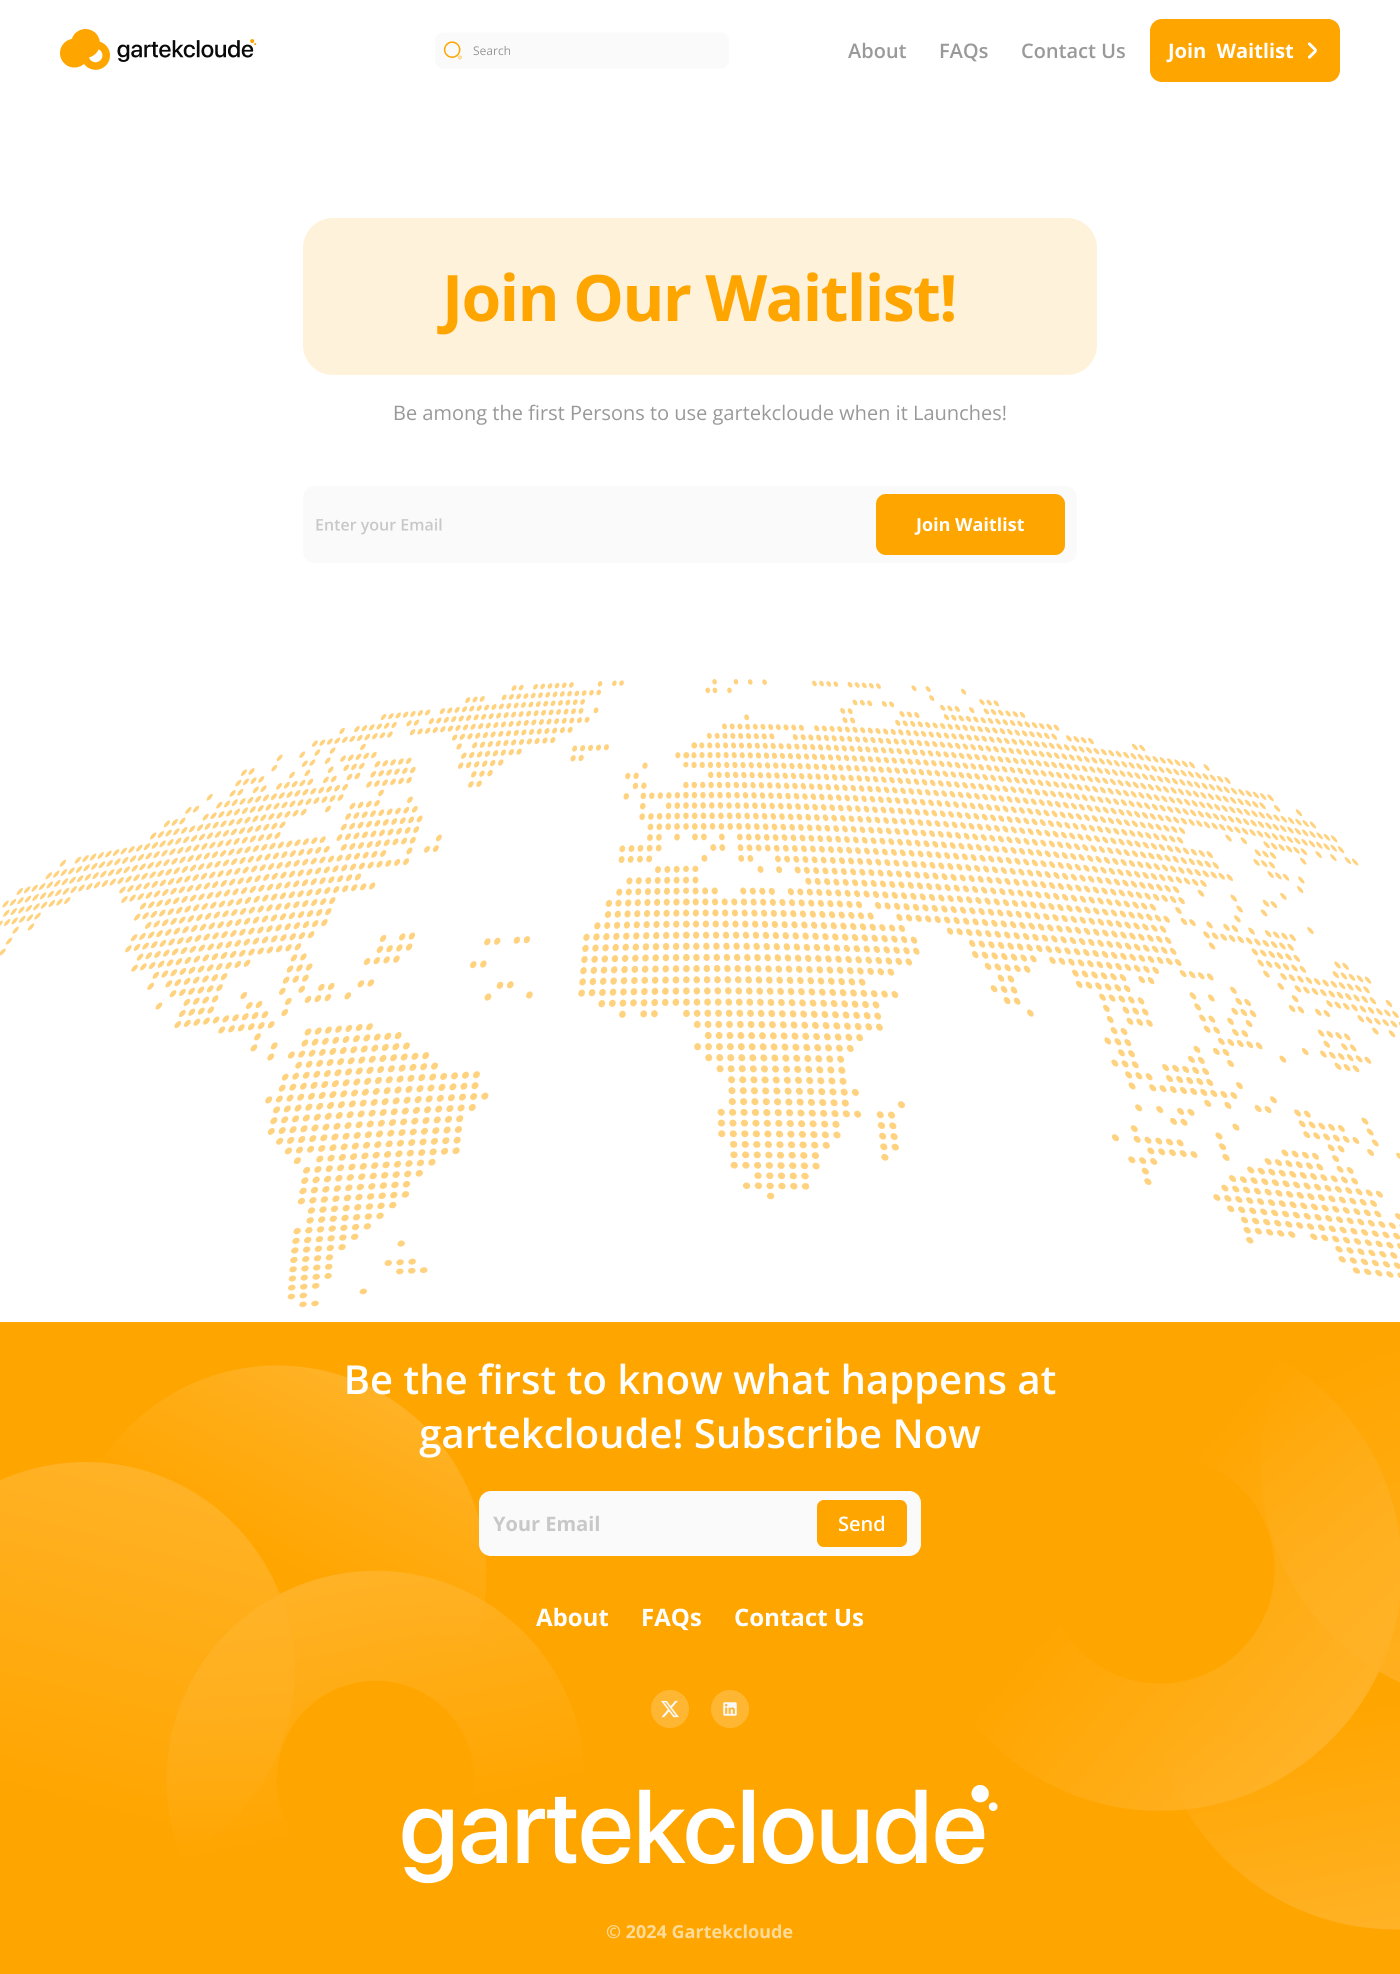 gartekcloude
Search
About
FAQs
Contact Us
Join Waitlist
Join Our Waitlist!
Be among the first Persons to use gartekcloude when it Launches!
Enter your Email
Join Waitlist
Be the first to know what happens at
gartekcloude! Subscribe Now
Your Email
Send
About
FAQs
Contact Us
X
in
gartekcloude
© 2024 Gartekcloude